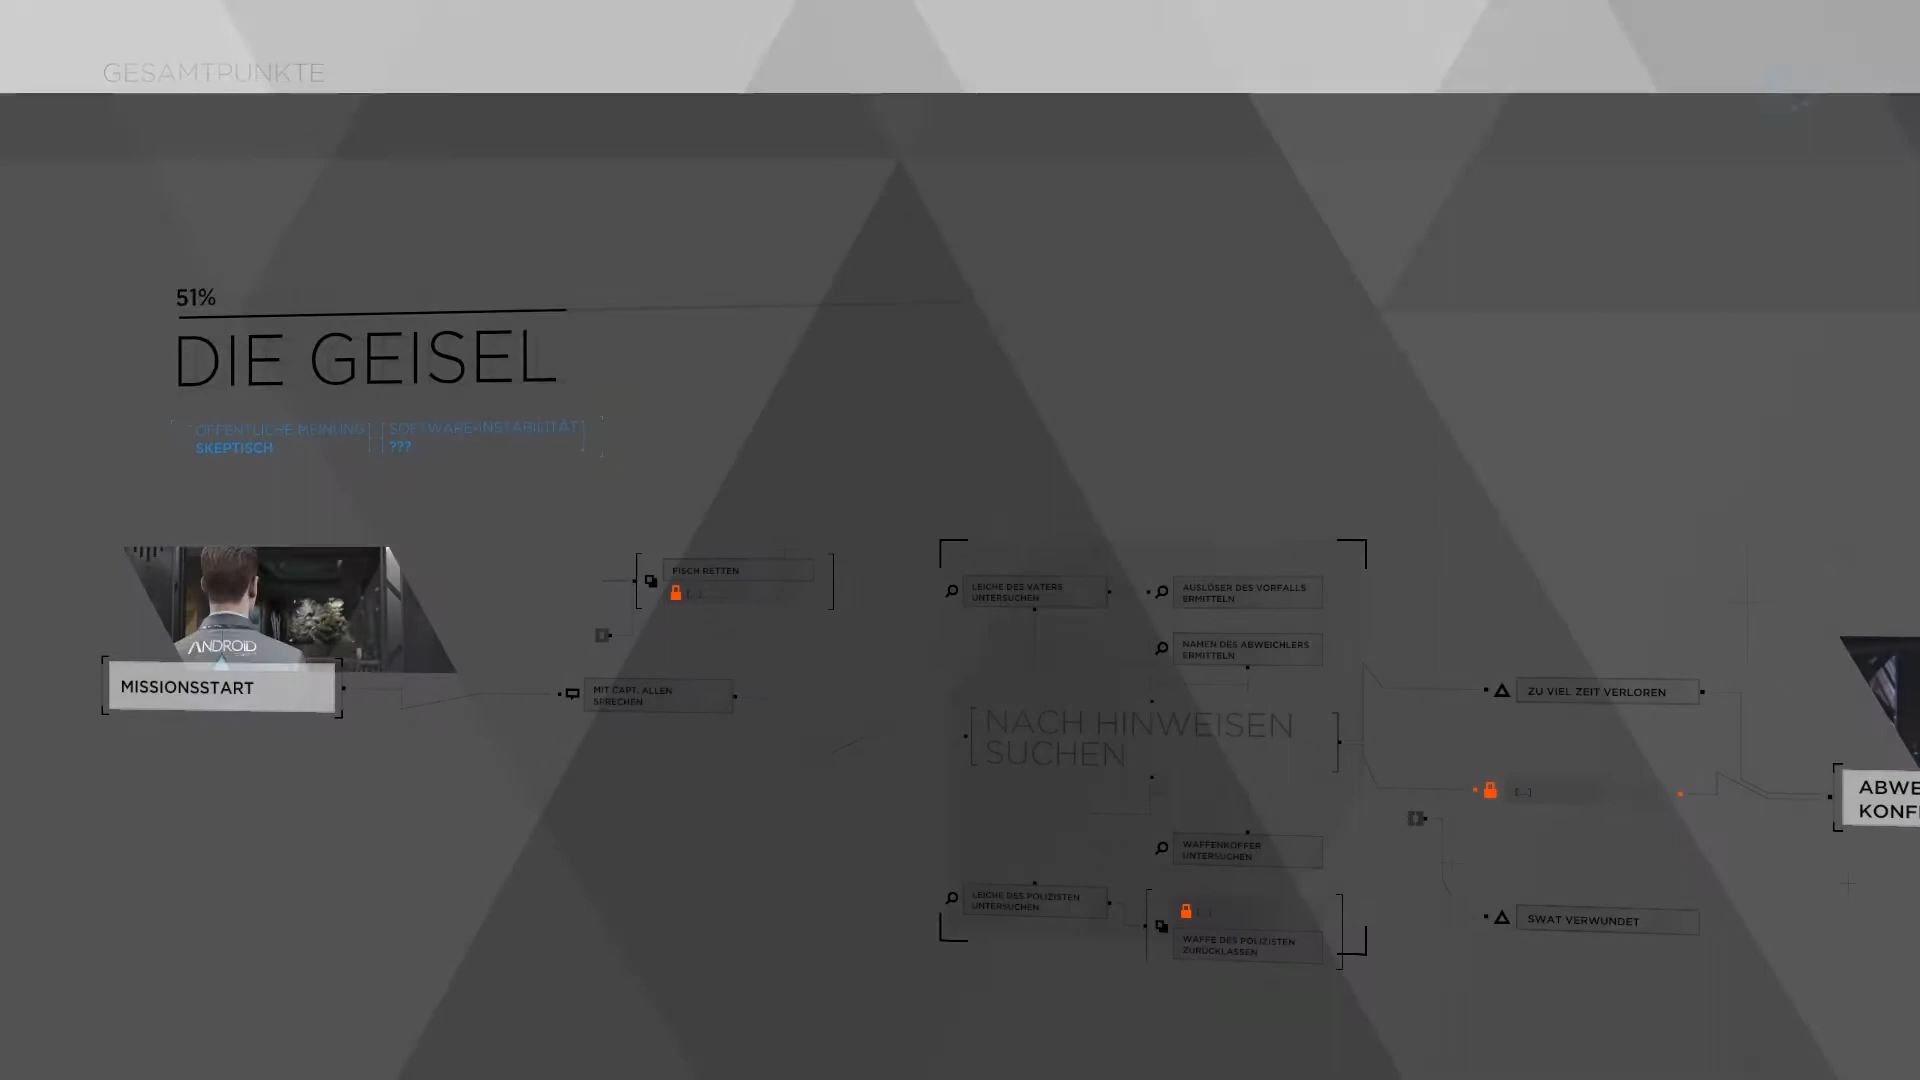 GESAMTPUNKTE
51%
DIE GEISEL
ÖFFENTLICHE MEINUNG
SKEPTISCH
SOFTWARE-INSTABILITÄT
???
ANDROID
MISSIONSSTART
FISCH RETTEN
[...]
MIT CAPT. ALLEN
SPRECHEN
LEICHE DES VATERS
UNTERSUCHEN
AUSLÖSER DES VORFALLS
ERMITTELN
NAMEN DES ABWEICHLERS
ERMITTELN
NACH HINWEISEN
SUCHEN
WAFFENKOFFER
UNTERSUCHEN
LEICHE DES POLIZISTEN
UNTERSUCHEN
[...]
WAFFE DES POLIZISTEN
ZURÜCKLASSEN
ZU VIEL ZEIT VERLOREN
[...]
SWAT VERWUNDET
ABWE
KONF